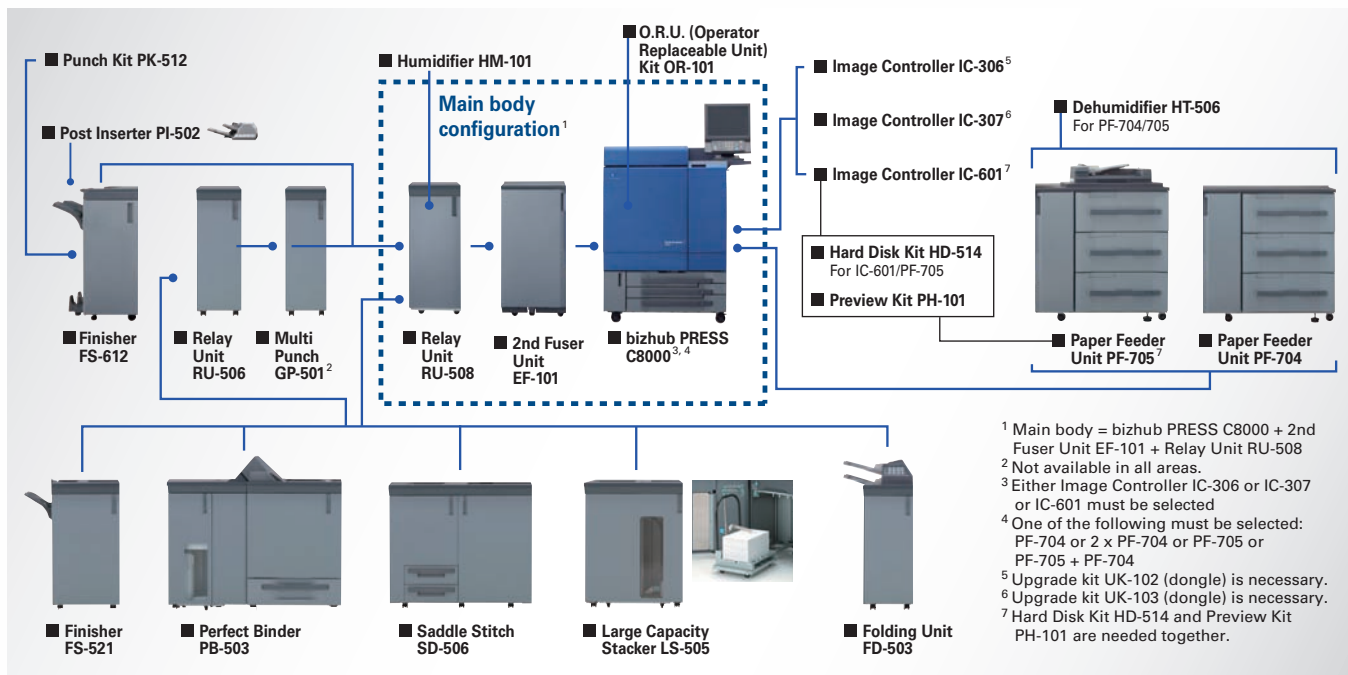 Punch Kit PK-512
Post Inserter PI-502
Humidifier HM-101
O.R.U. (Operator
Replaceable Unit)
Kit OR-101
Main body
configuration1
Image Controller IC-3065
Image Controller IC-3076
Image Controller IC-6017
Dehumidifier HT-506
For PF-704/705
Hard Disk Kit HD-514
For IC-601/PF-705
Preview Kit PH-101
Finisher
FS-612
Relay
Unit
RU-506
Multi
Punch
GP-5012
Relay
Unit
RU-508
2nd Fuser
Unit
EF-101
bizhub PRESS
C80003, 4
Paper Feeder
Unit PF-7057
Paper Feeder
Unit PF-704
Finisher
FS-521
Perfect Binder
PB-503
Saddle Stitch
SD-506
Large Capacity
Stacker LS-505
Folding Unit
FD-503
1 Main body = bizhub PRESS C8000 + 2nd
Fuser Unit EF-101 + Relay Unit RU-508
2 Not available in all areas.
3 Either Image Controller IC-306 or IC-307
or IC-601 must be selected
4 One of the following must be selected:
PF-704 or 2 x PF-704 or PF-705 or
PF-705 + PF-704
5 Upgrade kit UK-102 (dongle) is necessary.
6 Upgrade kit UK-103 (dongle) is necessary.
7 Hard Disk Kit HD-514 and Preview Kit
PH-101 are needed together.